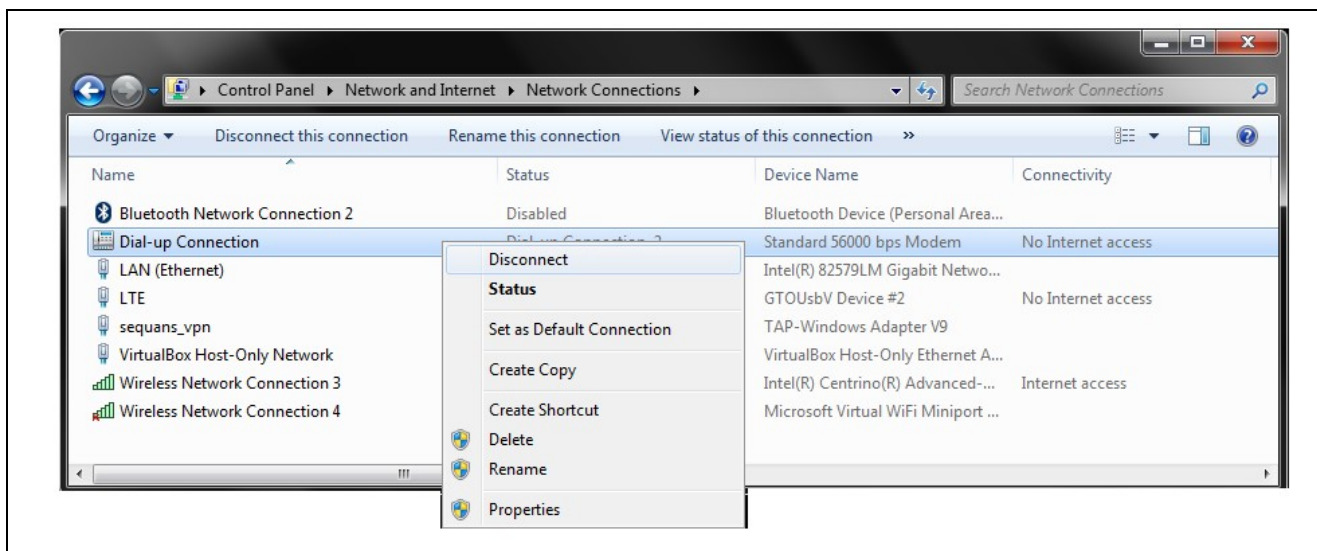 Control Panel ▸ Network and Internet ▸ Network Connections ▸ Search Network Connections
Organize ▾ Disconnect this connection Rename this connection View status of this connection »
Name Status Device Name Connectivity
Bluetooth Network Connection 2 Disabled Bluetooth Device (Personal Area...
Dial-up Connection Dial-up Connection 2 Standard 56000 bps Modem No Internet access
LAN (Ethernet) Intel(R) 82579LM Gigabit Netwo...
LTE GTOUsbV Device #2 No Internet access
sequans_vpn TAP-Windows Adapter V9
VirtualBox Host-Only Network VirtualBox Host-Only Ethernet A...
Wireless Network Connection 3 Intel(R) Centrino(R) Advanced-... Internet access
Wireless Network Connection 4 Microsoft Virtual WiFi Miniport ...
Disconnect
Status
Set as Default Connection
Create Copy
Create Shortcut
Delete
Rename
Properties